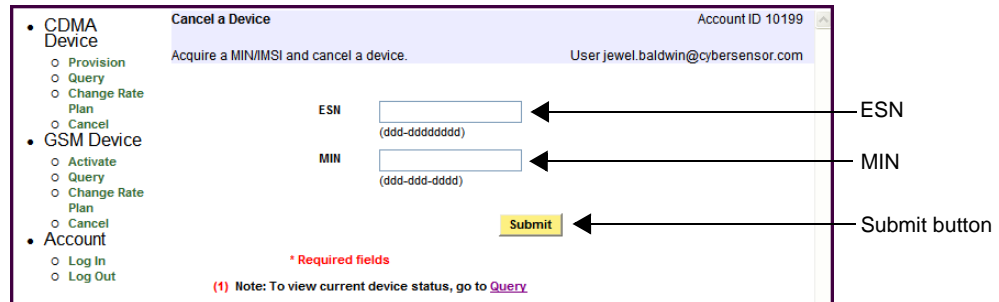 • CDMA Device
o Provision
o Query
o Change Rate Plan
o Cancel
• GSM Device
o Activate
o Query
o Change Rate Plan
o Cancel
• Account
o Log In
o Log Out
Cancel a Device
Account ID 10199
Acquire a MIN/IMSI and cancel a device.
User jewel.baldwin@cybersensor.com
ESN
(ddd-dddddddd)
MIN
(ddd-ddd-dddd)
Submit
* Required fields
(1) Note: To view current device status, go to Query
ESN
MIN
Submit button